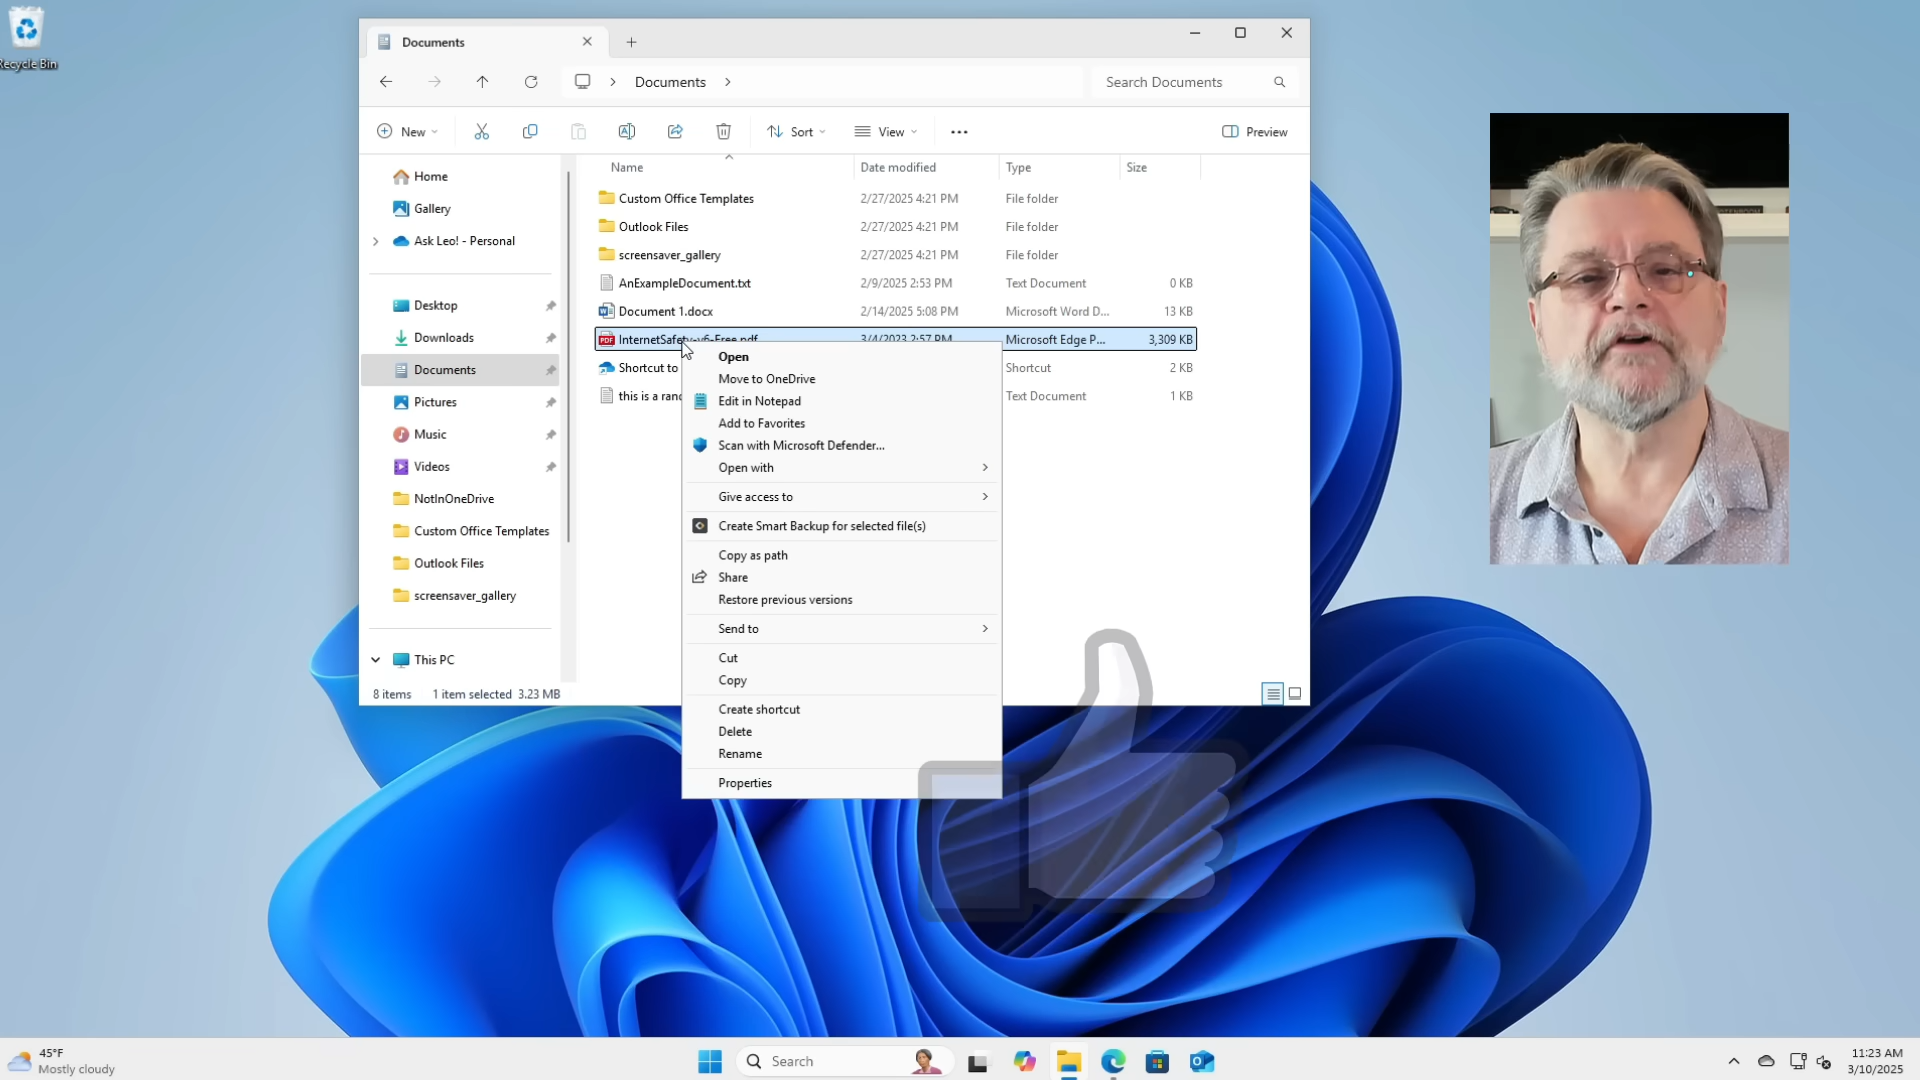 Recycle Bin
Documents
Documents
Search Documents
New
Sort
View
Preview
Name
Date modified
Type
Size
Home
Gallery
Ask Leo! - Personal
Desktop
Downloads
Documents
Pictures
Music
Videos
NotInOneDrive
Custom Office Templates
Outlook Files
screensaver_gallery
This PC
Custom Office Templates 2/27/2025 4:21 PM File folder
Outlook Files 2/27/2025 4:21 PM File folder
screensaver_gallery 2/27/2025 4:21 PM File folder
AnExampleDocument.txt 2/9/2025 2:53 PM Text Document 0 KB
Document 1.docx 2/14/2025 5:08 PM Microsoft Word D... 13 KB
InternetSafety-v6-Free.pdf 3/4/2023 2:57 PM Microsoft Edge P... 3,309 KB
Shortcut to Shortcut 2 KB
this is a Text Document 1 KB
Open
Move to OneDrive
Edit in Notepad
Add to Favorites
Scan with Microsoft Defender...
Open with
Give access to
Create Smart Backup for selected file(s)
Copy as path
Share
Restore previous versions
Send to
Cut
Copy
Create shortcut
Delete
Rename
Properties
8 items 1 item selected 3.23 MB
45°F
Mostly cloudy
Search
11:23 AM
3/10/2025